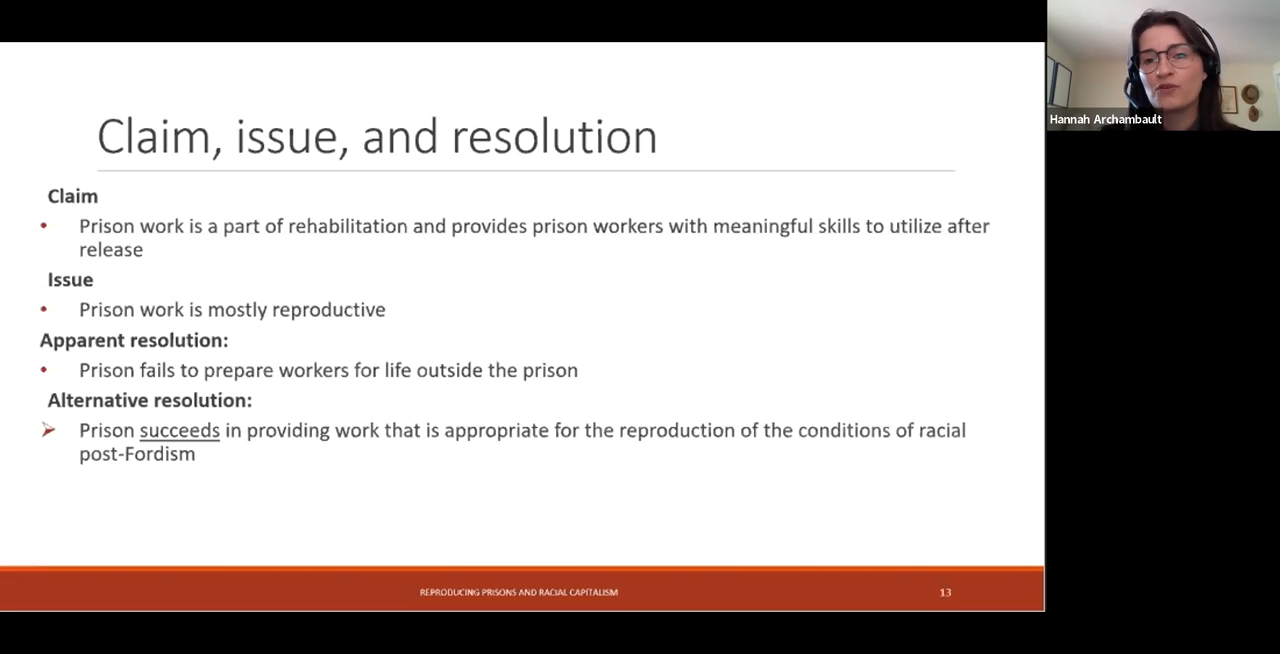 Claim, issue, and resolution
Claim
• Prison work is a part of rehabilitation and provides prison workers with meaningful skills to utilize after
release
Issue
• Prison work is mostly reproductive
Apparent resolution:
• Prison fails to prepare workers for life outside the prison
Alternative resolution:
➢ Prison succeeds in providing work that is appropriate for the reproduction of the conditions of racial
post-Fordism
REPRODUCING PRISONS AND RACIAL CAPITALISM
13
Hannah Archambault